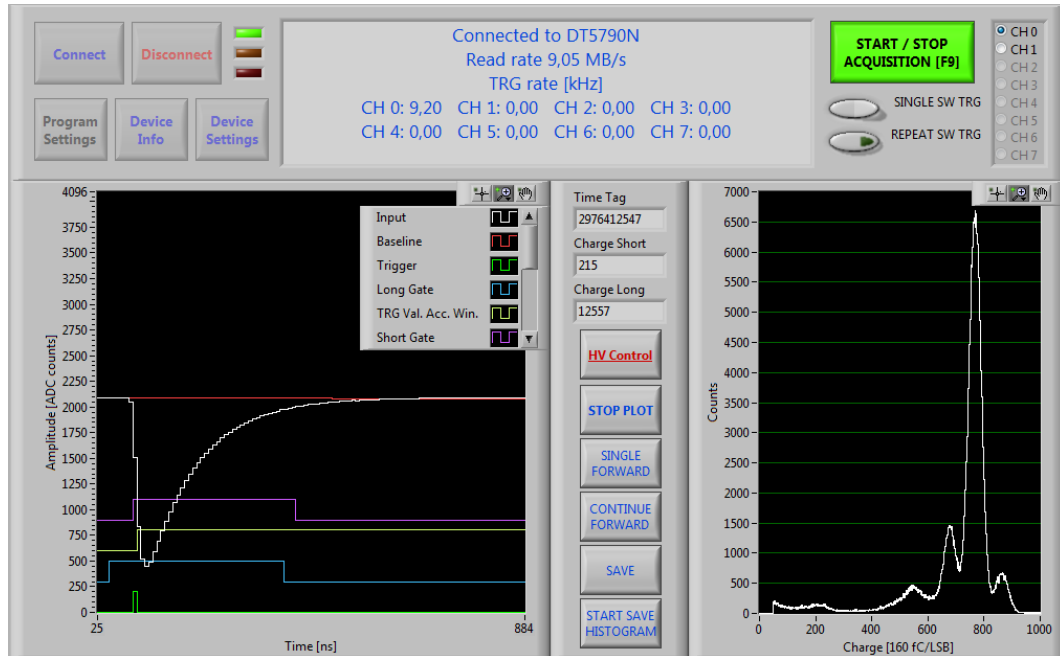 Connect
Disconnect
Program
Settings
Device
Info
Device
Settings
Connected to DT5790N
Read rate 9,05 MB/s
TRG rate [kHz]
CH 0: 9,20 CH 1: 0,00 CH 2: 0,00 CH 3: 0,00
CH 4: 0,00 CH 5: 0,00 CH 6: 0,00 CH 7: 0,00
START / STOP
ACQUISITION [F9]
SINGLE SW TRG
REPEAT SW TRG
CH 0
CH 1
CH 2
CH 3
CH 4
CH 5
CH 6
CH 7
4096
3750
3500
3250
3000
2750
2500
2250
2000
1750
1500
1250
1000
750
500
250
0
Amplitude [ADC counts]
25
884
Time [ns]
Input
Baseline
Trigger
Long Gate
TRG Val. Acc. Win.
Short Gate
Time Tag
2976412547
Charge Short
215
Charge Long
12557
HV Control
STOP PLOT
SINGLE
FORWARD
CONTINUE
FORWARD
SAVE
START SAVE
HISTOGRAM
7000
6500
6000
5500
5000
4500
4000
3500
3000
2500
2000
1500
1000
500
0
Counts
0 200 400 600 800 1000
Charge [160 fC/LSB]